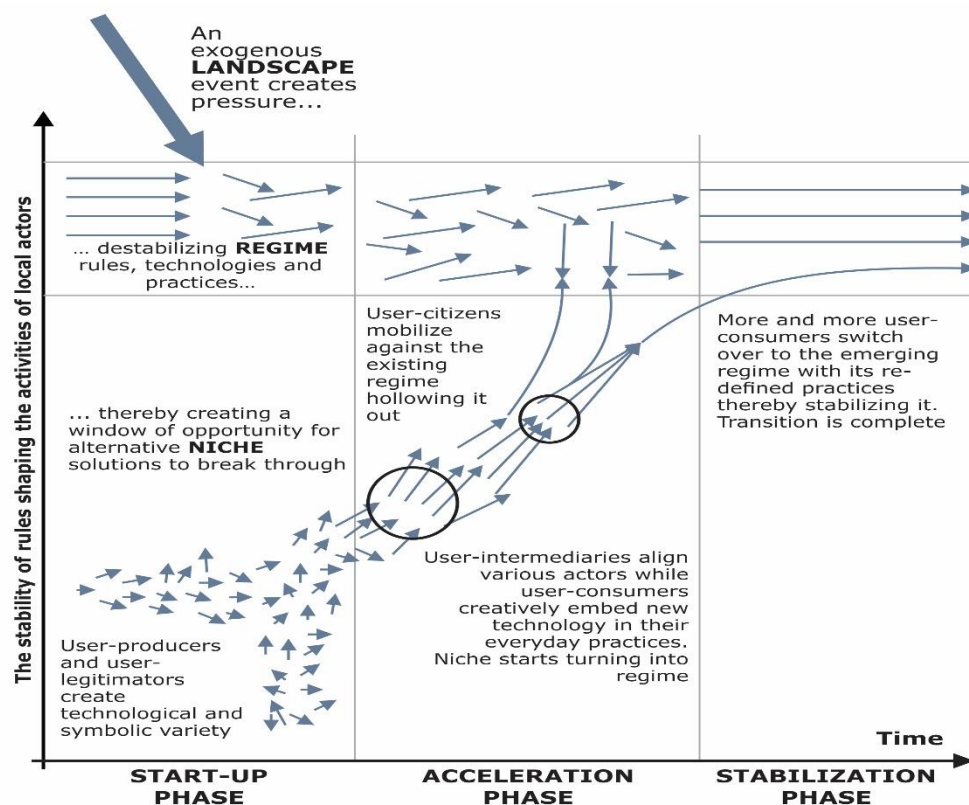 An
exogenous
LANDSCAPE
event creates
pressure...
... destabilizing REGIME
rules, technologies and
practices...
... thereby creating a
window of opportunity for
alternative NICHE
solutions to break through
User-producers
and user-
legitimators
create
technological and
symbolic variety
User-citizens
mobilize
against the
existing
regime
hollowing it
out
User-intermediaries align
various actors while
user-consumers
creatively embed new
technology in their
everyday practices.
Niche starts turning into
regime
More and more user-
consumers switch
over to the emerging
regime with its re-
defined practices
thereby stabilizing it.
Transition is complete
The stability of rules shaping the activities of local actors
Time
START-UP
PHASE
ACCELERATION
PHASE
STABILIZATION
PHASE